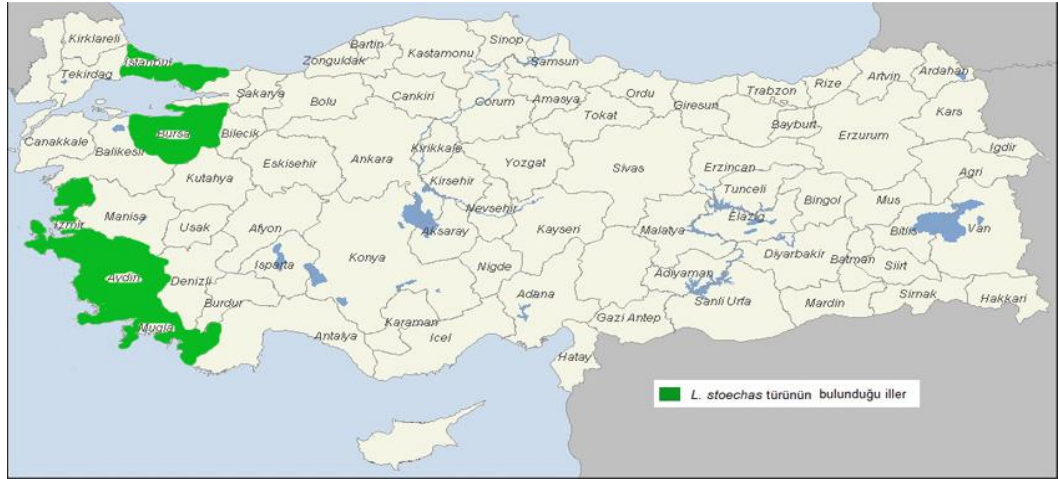 Kirklareli
Tekirdag
Istanbul
Bartin
Zonguldak
Kastamonu
Sinop
Samsun
Sakarya
Bolu
Cankiri
Corum
Amasya
Ordu
Tokat
Giresun
Trabzon
Rize
Artvin
Ardahan
Bayburt
Kars
Erzurum
Igdir
Canakkale
Balikesir
Bursa
Bilecik
Eskisehir
Ankara
Kirikkale
Yozgat
Sivas
Erzincan
Agri
Kutahya
Kirsehir
Tunceli
Bingol
Mus
Izmir
Manisa
Usak
Afyon
Nevsehir
Aksaray
Kayseri
Malatya
Elazig
Bitlis
Van
Aydin
Denizli
Isparta
Konya
Nigde
Adiyaman
Diyarbakir
Batman
Siirt
Burdur
Adana
Sanli Urfa
Mardin
Sirnak
Hakkari
Mugla
Antalya
Karaman
Icel
Gazi Antep
Hatay
L. stoechas türünün bulunduğu iller